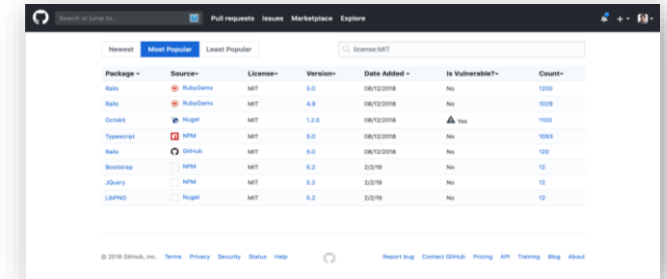 Search or jump to... Pull requests Issues Marketplace Explore
Newest Most Popular Least Popular license:MIT
Package Source License Version Date Added Is Vulnerable? Count
Rails RubyGems MIT 5.0 08/12/2018 No 1200
Rails RubyGems MIT 4.9 08/12/2018 No 1029
Octokit Nuget MIT 1.2.0 08/12/2018 Yes 1100
Typescript NPM MIT 5.0 08/12/2018 No 1093
Rails GitHub MIT 5.0 08/12/2018 No 120
Bootstrap NPM MIT 5.2 2/2/19 No 12
JQuery NPM MIT 5.2 2/2/19 No 12
LibPNG Nuget MIT 5.2 2/2/19 No 12
© 2018 GitHub, Inc. Terms Privacy Security Status Help Report bug Contact GitHub Pricing API Training Blog About